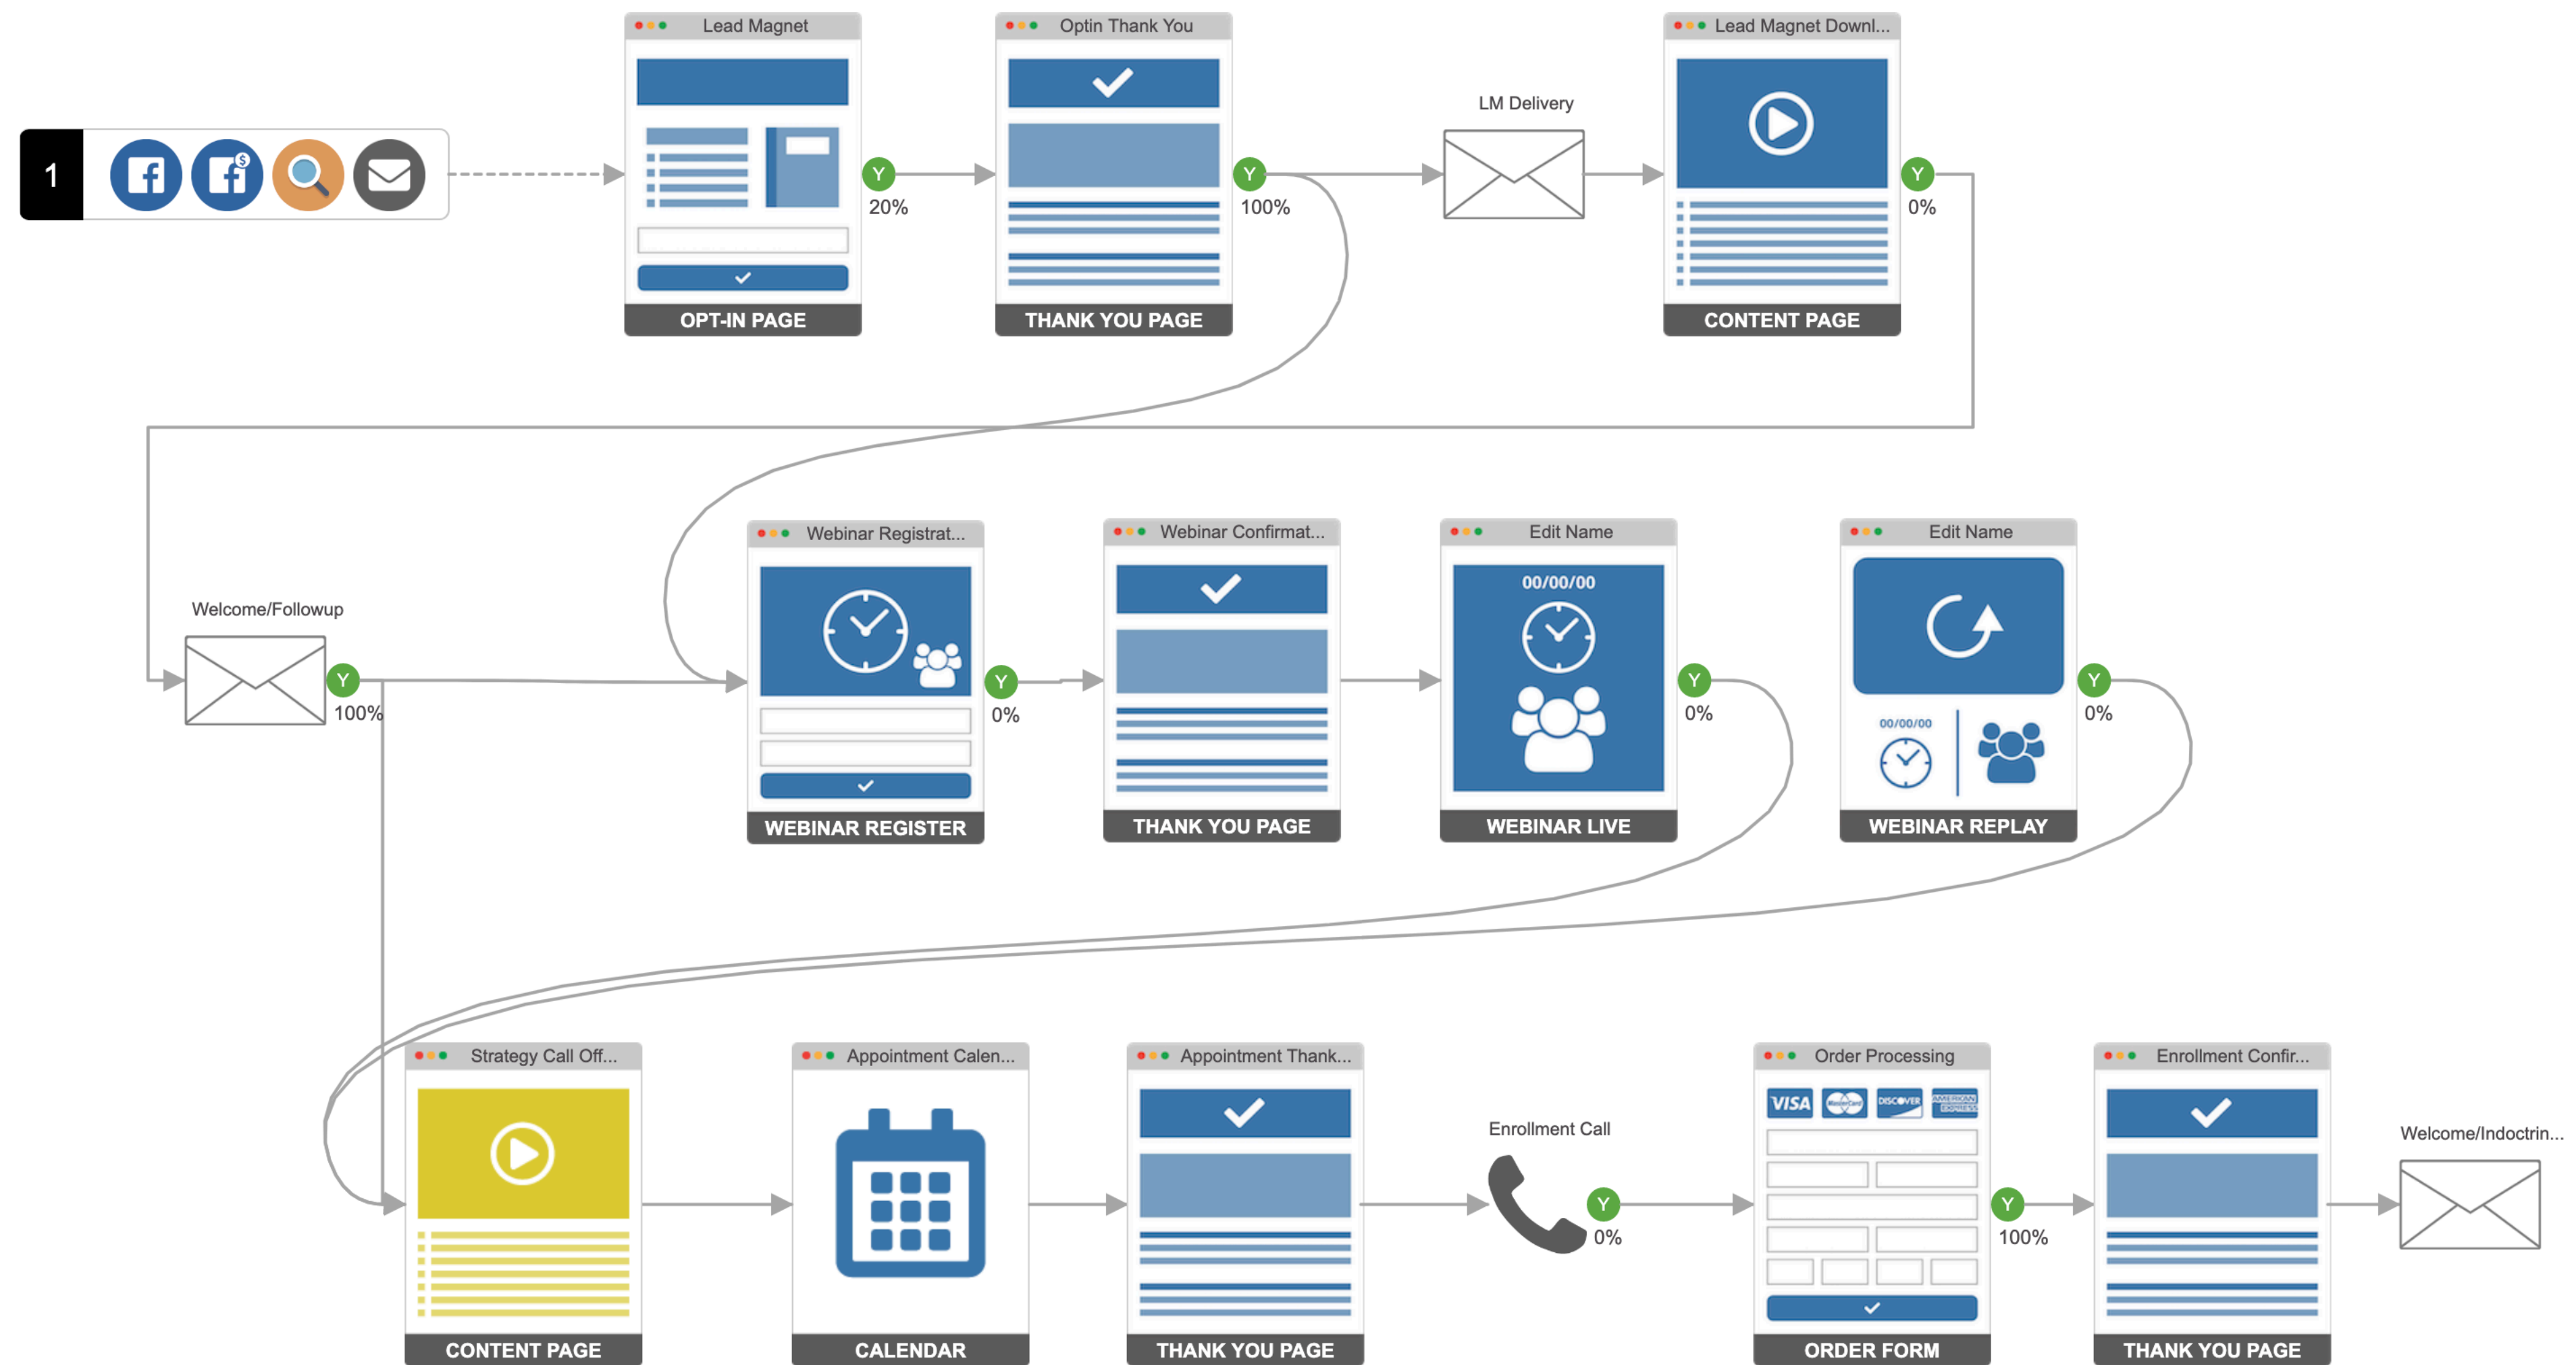 Lead Magnet
Optin Thank You
Lead Magnet Downl...
LM Delivery
1
Y
Y
Y
20%
100%
0%
OPT-IN PAGE
THANK YOU PAGE
CONTENT PAGE
Webinar Registrat...
Webinar Confirmat...
Edit Name
Edit Name
00/00/00
Welcome/Followup
Y
Y
Y
Y
100%
0%
0%
0%
00/00/00
WEBINAR REGISTER
THANK YOU PAGE
WEBINAR LIVE
WEBINAR REPLAY
Strategy Call Off...
Appointment Calen...
Appointment Thank...
Order Processing
Enrollment Confir...
VISA MasterCard DISCOVER AMERICAN EXPRESS
Enrollment Call
Welcome/Indoctrin...
Y
Y
0%
100%
CONTENT PAGE
CALENDAR
THANK YOU PAGE
ORDER FORM
THANK YOU PAGE